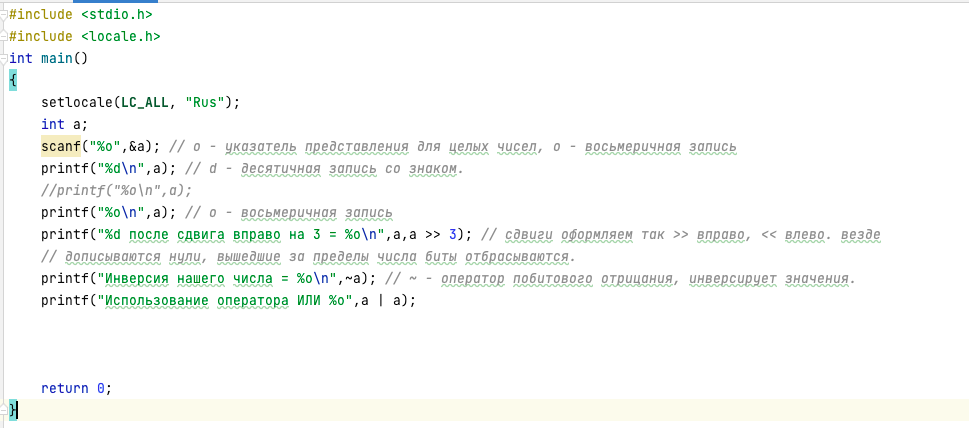 #include <stdio.h>
#include <locale.h>
int main()
{
    setlocale(LC_ALL, "Rus");
    int a;
    scanf("%o",&a); // o - указатель представления для целых чисел, о - восьмеричная запись
    printf("%d\n",a); // d - десятичная запись со знаком.
    //printf("%o\n",a);
    printf("%o\n",a); // o - восьмеричная запись
    printf("%d после сдвига вправо на 3 = %o\n",a,a >> 3); // сдвиги оформляем так >> вправо, << влево. везде
    // дописываются нули, вышедшие за пределы числа биты отбрасываются.
    printf("Инверсия нашего числа = %o\n",~a); // ~ - оператор побитового отрицания, инверсирует значения.
    printf("Использование оператора ИЛИ %o",a | a);
    return 0;
}